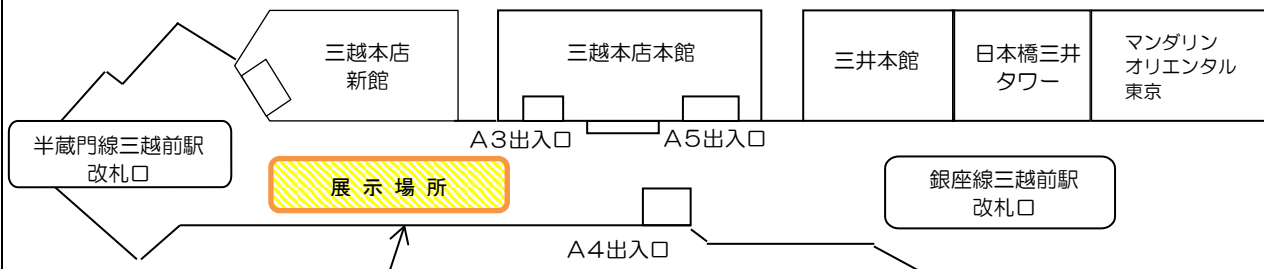 三越本店
新館
三越本店本館
三井本館
日本橋三井
タワー
マンダリン
オリエンタル
東京
A3出入口
A5出入口
半蔵門線三越前駅
改札口
展示場所
銀座線三越前駅
改札口
A4出入口